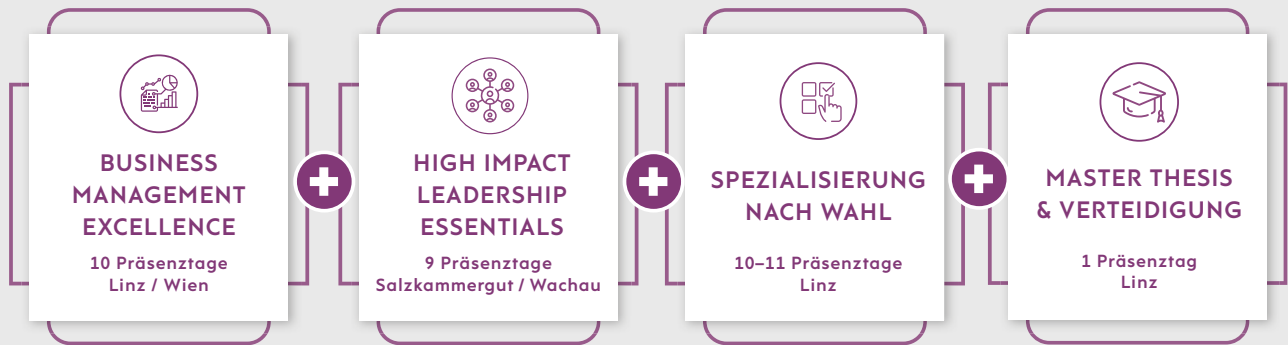 BUSINESS
MANAGEMENT
EXCELLENCE
10 Präsenztage
Linz / Wien
HIGH IMPACT
LEADERSHIP
ESSENTIALS
9 Präsenztage
Salzkammergut / Wachau
SPEZIALISIERUNG
NACH WAHL
10–11 Präsenztage
Linz
MASTER THESIS
& VERTEIDIGUNG
1 Präsenztag
Linz